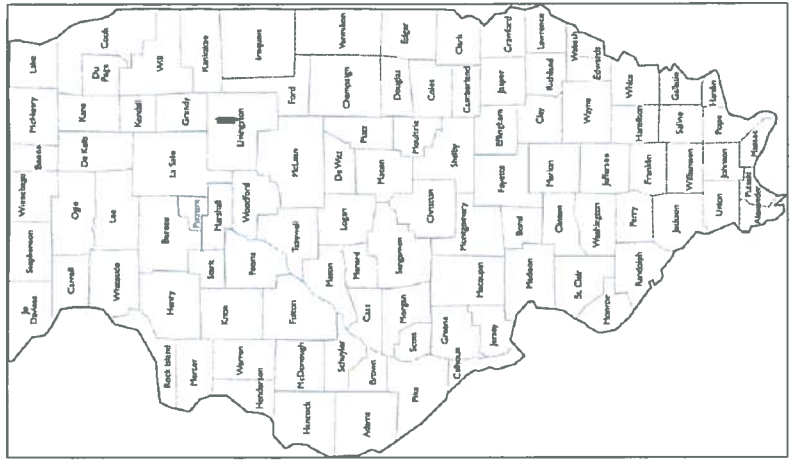 Jo
Daviess
Stephenson
Winnebago
Boone
McHenry
Lake
Carroll
Ogle
De Kalb
Kane
Cook
Du
Page
Whiteside
Lee
Kendall
Will
Rock Island
Henry
Bureau
La Salle
Grundy
Kankakee
Mercer
Stark
Putnam
Marshall
Livingston
Iroquois
Warren
Henderson
Knox
Peoria
Woodford
Ford
Hancock
McDonough
Fulton
Tazewell
McLean
Champaign
Vermilion
Adams
Schuyler
Brown
Mason
Menard
Logan
De Witt
Piatt
Macon
Douglas
Edgar
Cass
Morgan
Scott
Sangamon
Christian
Moultrie
Coles
Pike
Greene
Calhoun
Jersey
Macoupin
Montgomery
Shelby
Cumberland
Clark
Madison
Bond
Fayette
Effingham
Jasper
Crawford
St. Clair
Clinton
Marion
Clay
Richland
Lawrence
Monroe
Washington
Jefferson
Wayne
Wabash
Edwards
Randolph
Perry
Franklin
Hamilton
White
Jackson
Williamson
Saline
Gallatin
Union
Johnson
Pope
Hardin
Alexander
Pulaski
Massac